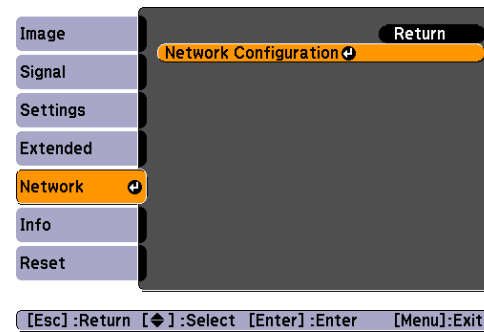 Image
Signal
Settings
Extended
Network
Info
Reset
Return
Network Configuration
[Esc] :Return [◆] :Select [Enter] :Enter [Menu]:Exit